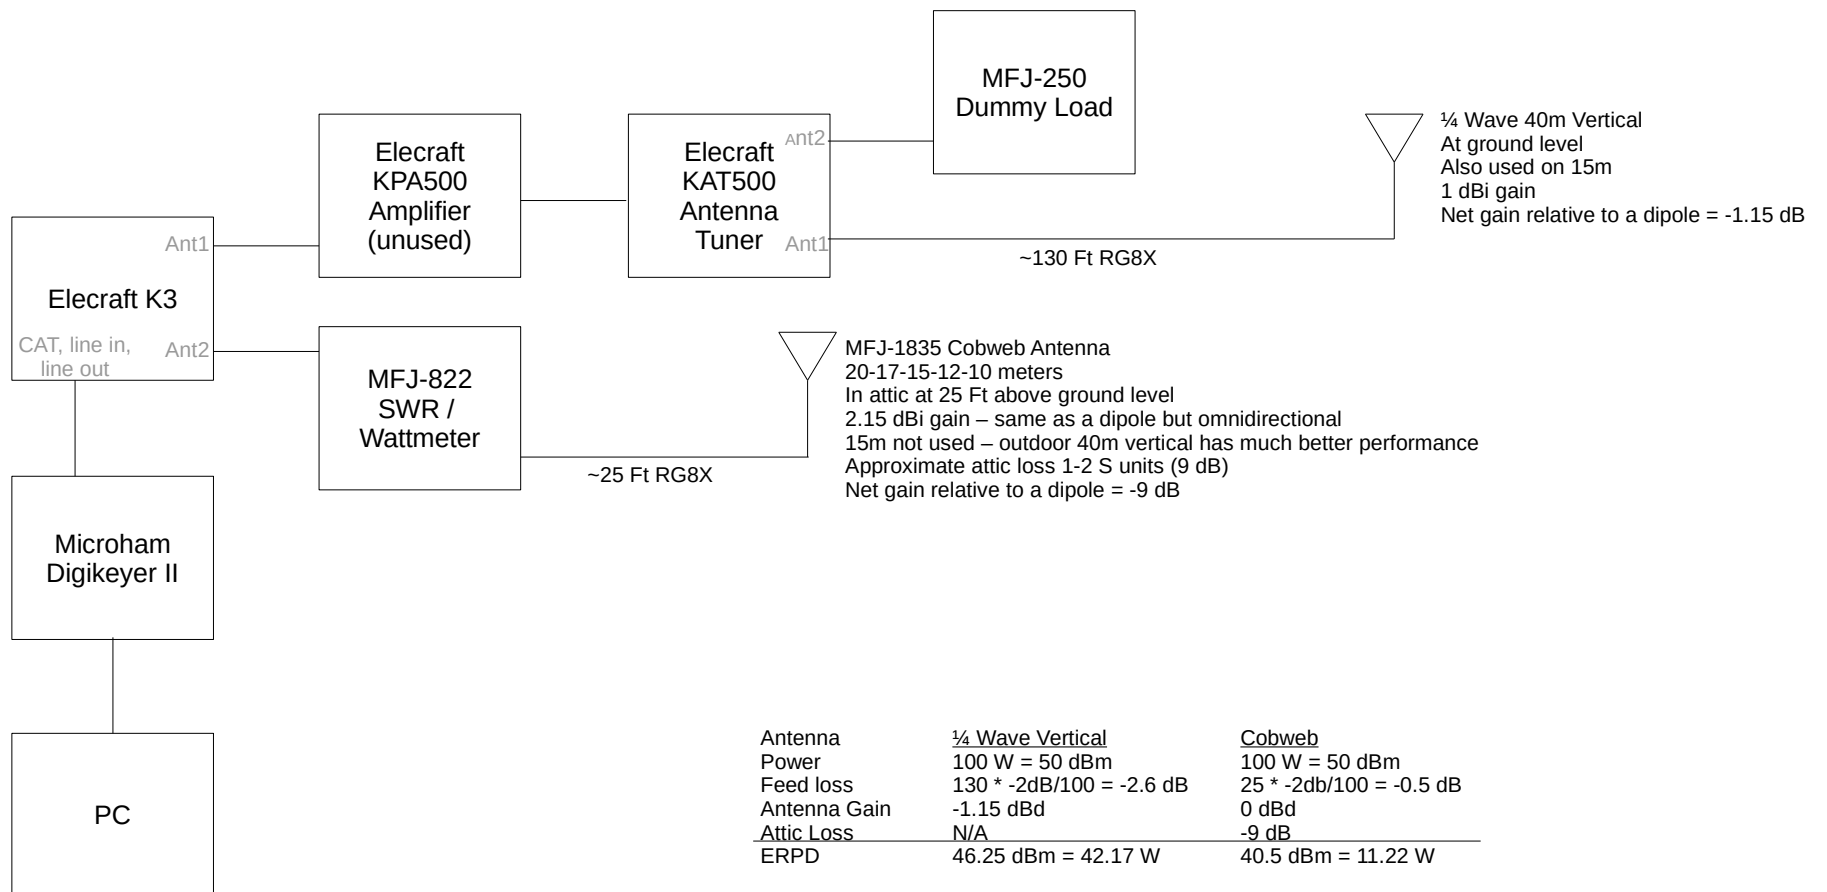 MFJ-250
Dummy Load
Elecraft
KPA500
Amplifier
(unused)
Elecraft
KAT500
Antenna
Tuner
Ant2
Ant1
¼ Wave 40m Vertical
At ground level
Also used on 15m
1 dBi gain
Net gain relative to a dipole = -1.15 dB
~130 Ft RG8X
Ant1
Elecraft K3
CAT, line in,
line out
Ant2
MFJ-822
SWR /
Wattmeter
~25 Ft RG8X
MFJ-1835 Cobweb Antenna
20-17-15-12-10 meters
In attic at 25 Ft above ground level
2.15 dBi gain – same as a dipole but omnidirectional
15m not used – outdoor 40m vertical has much better performance
Approximate attic loss 1-2 S units (9 dB)
Net gain relative to a dipole = -9 dB
Microham
Digikeyer II
PC
Antenna ¼ Wave Vertical Cobweb
Power 100 W = 50 dBm 100 W = 50 dBm
Feed loss 130 * -2dB/100 = -2.6 dB 25 * -2db/100 = -0.5 dB
Antenna Gain -1.15 dBd 0 dBd
Attic Loss N/A -9 dB
ERPD 46.25 dBm = 42.17 W 40.5 dBm = 11.22 W